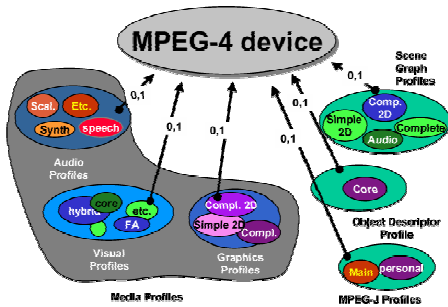 MPEG-4 device
Scene
Graph
Profiles
0,1
0,1
0,1
0,1
0,1
0,1
Scal.
Etc.
Synth
speech
Audio
Profiles
Comp.
2D
Simple
2D
Complete
Audio
core
hybrid
etc.
FA
Visual
Profiles
Compl. 2D
Simple 2D
Compl.
Graphics
Profiles
Core
Object Descriptor
Profile
Main
personal
Media Profiles
MPEG-J Profiles